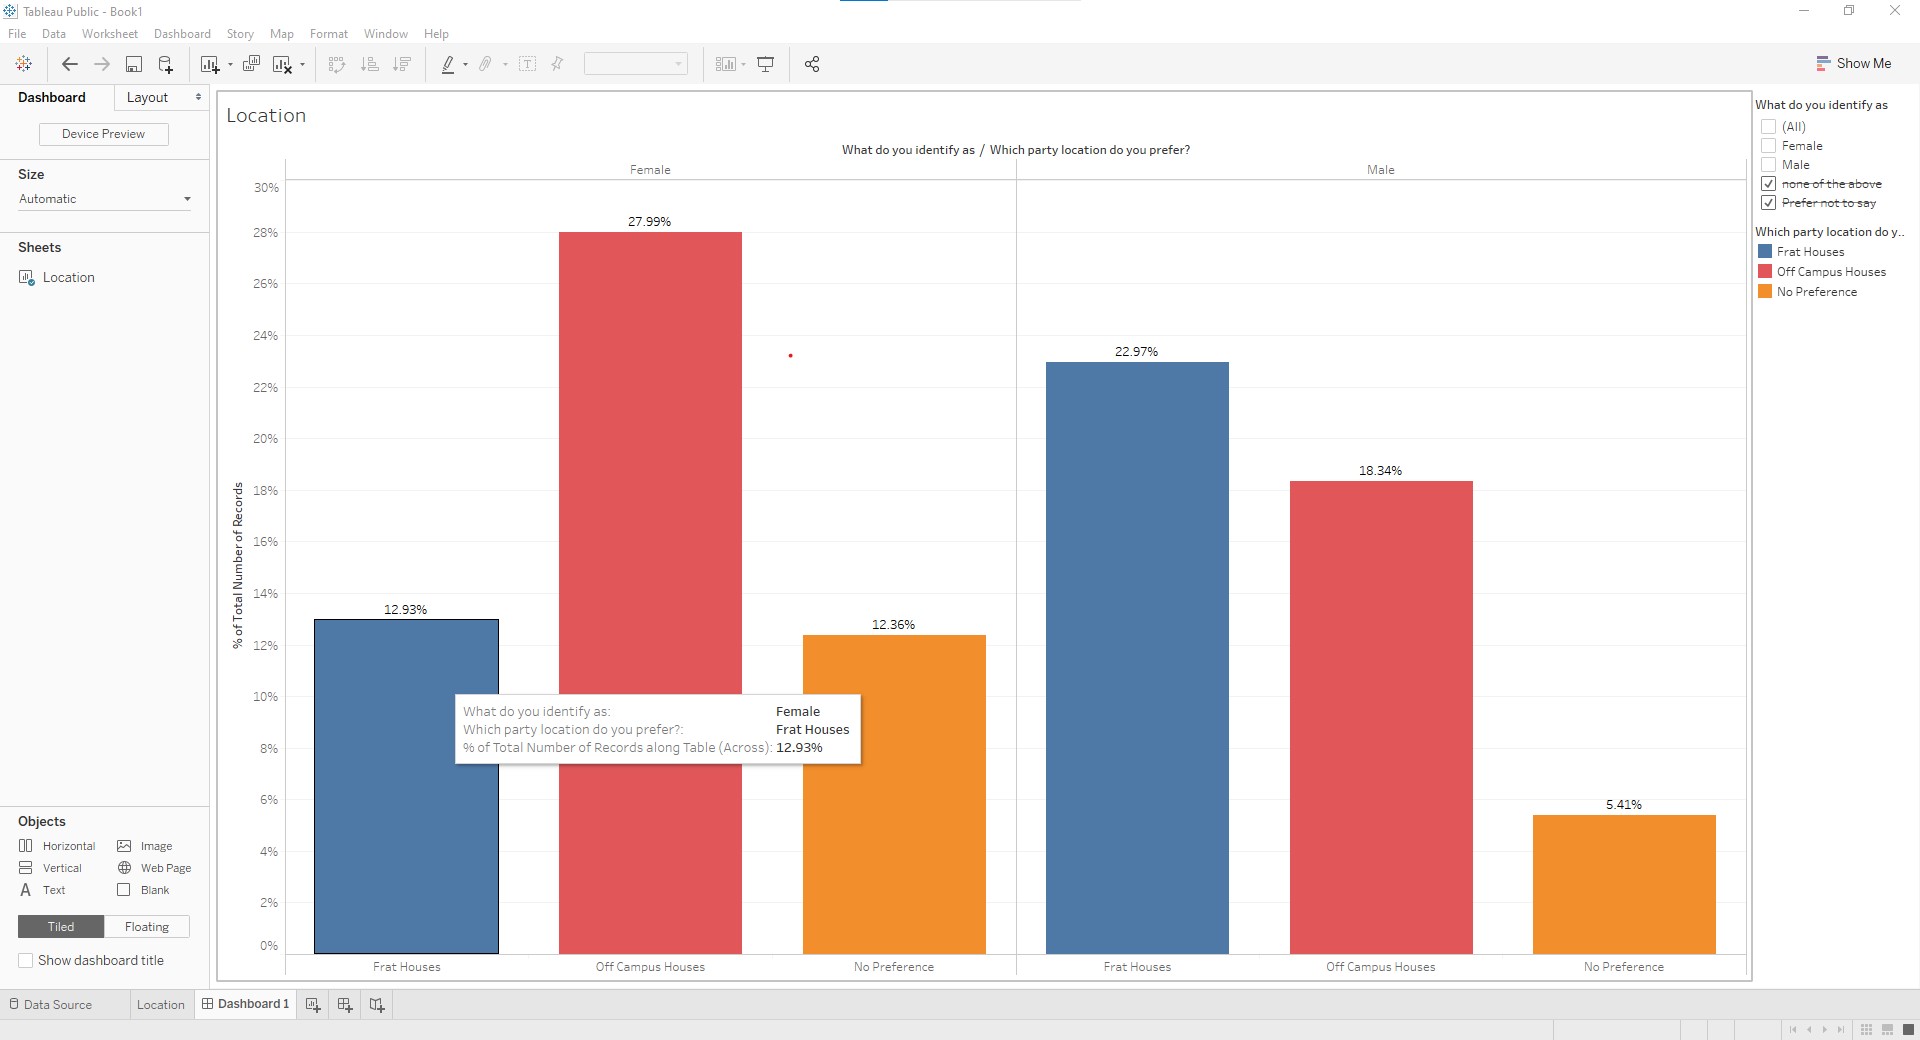 Tableau Public - Book1
File Data Worksheet Dashboard Story Map Format Window Help
Show Me
Dashboard Layout
Device Preview
Size
Automatic
Sheets
Location
Objects
Horizontal Image
Vertical Web Page
A Text Blank
Tiled Floating
Show dashboard title
Location
What do you identify as / Which party location do you prefer?
Female Male
% of Total Number of Records
30%
28%
26%
24%
22%
20%
18%
16%
14%
12%
10%
8%
6%
4%
2%
0%
27.99%
22.97%
18.34%
12.93%
12.36%
5.41%
What do you identify as: Female
Which party location do you prefer?: Frat Houses
% of Total Number of Records along Table (Across): 12.93%
Frat Houses Off Campus Houses No Preference Frat Houses Off Campus Houses No Preference
What do you identify as
(All)
Female
Male
none of the above
Prefer not to say
Which party location do y..
Frat Houses
Off Campus Houses
No Preference
Data Source Location Dashboard 1